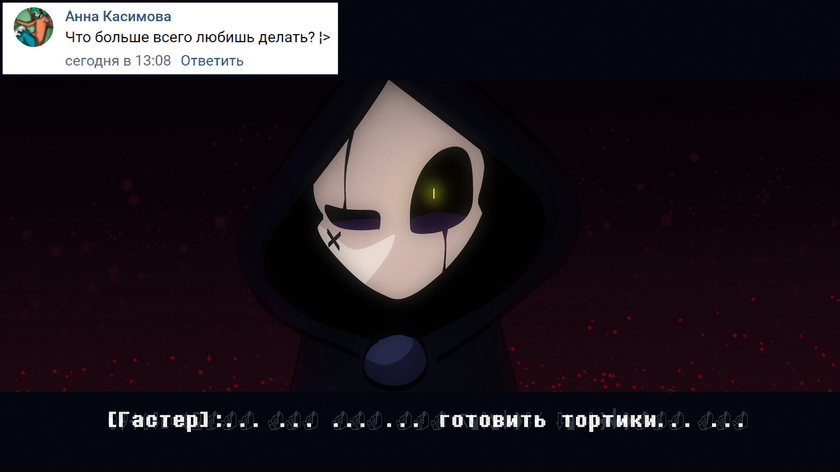 Анна Касимова
Что больше всего любишь делать? ¦>
сегодня в 13:08 Ответить
[Гастер]:... ... ... ... готовить тортики... ...